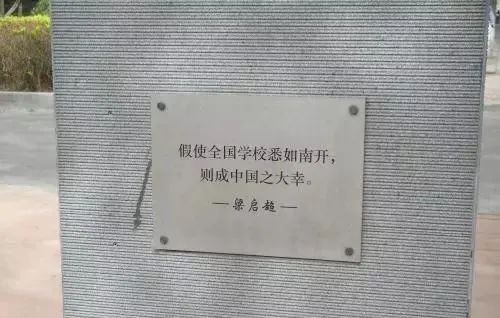 假使全国学校悉如南开，
则成中国之大幸。
—梁启超—